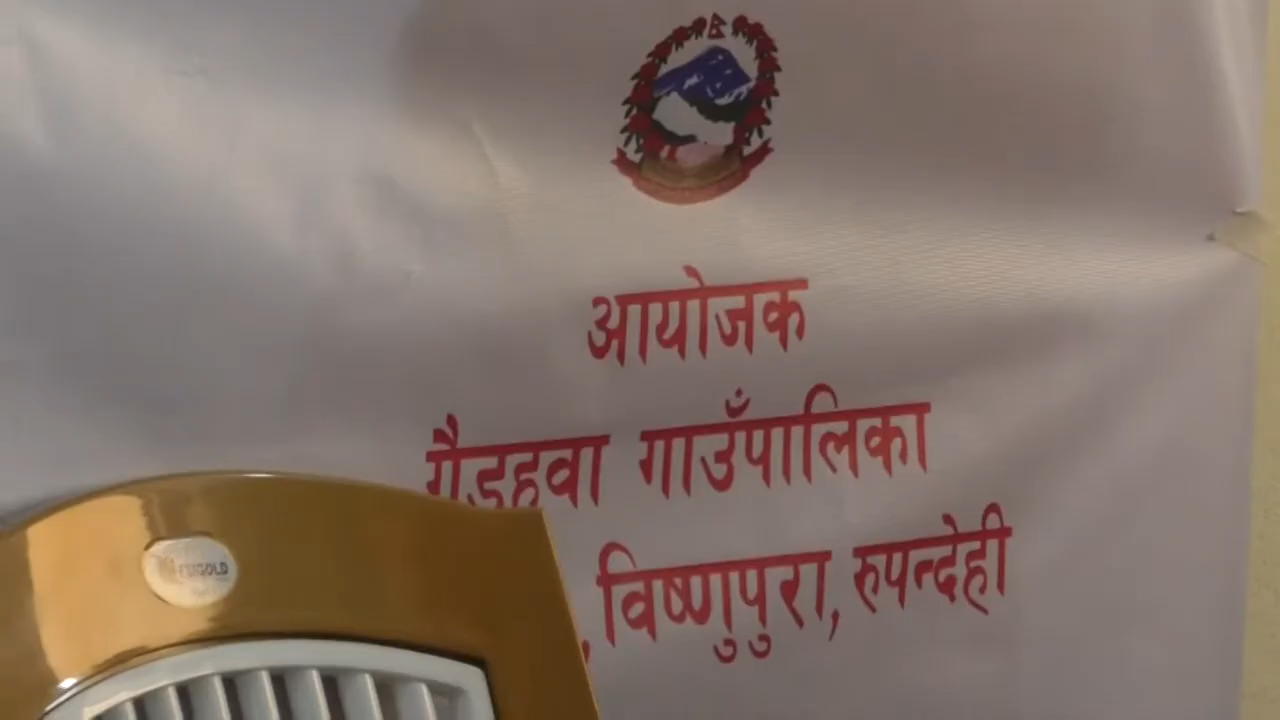 आयोजक
गैडहवा गाउँपालिका
, विष्णुपुरा, रुपन्देही